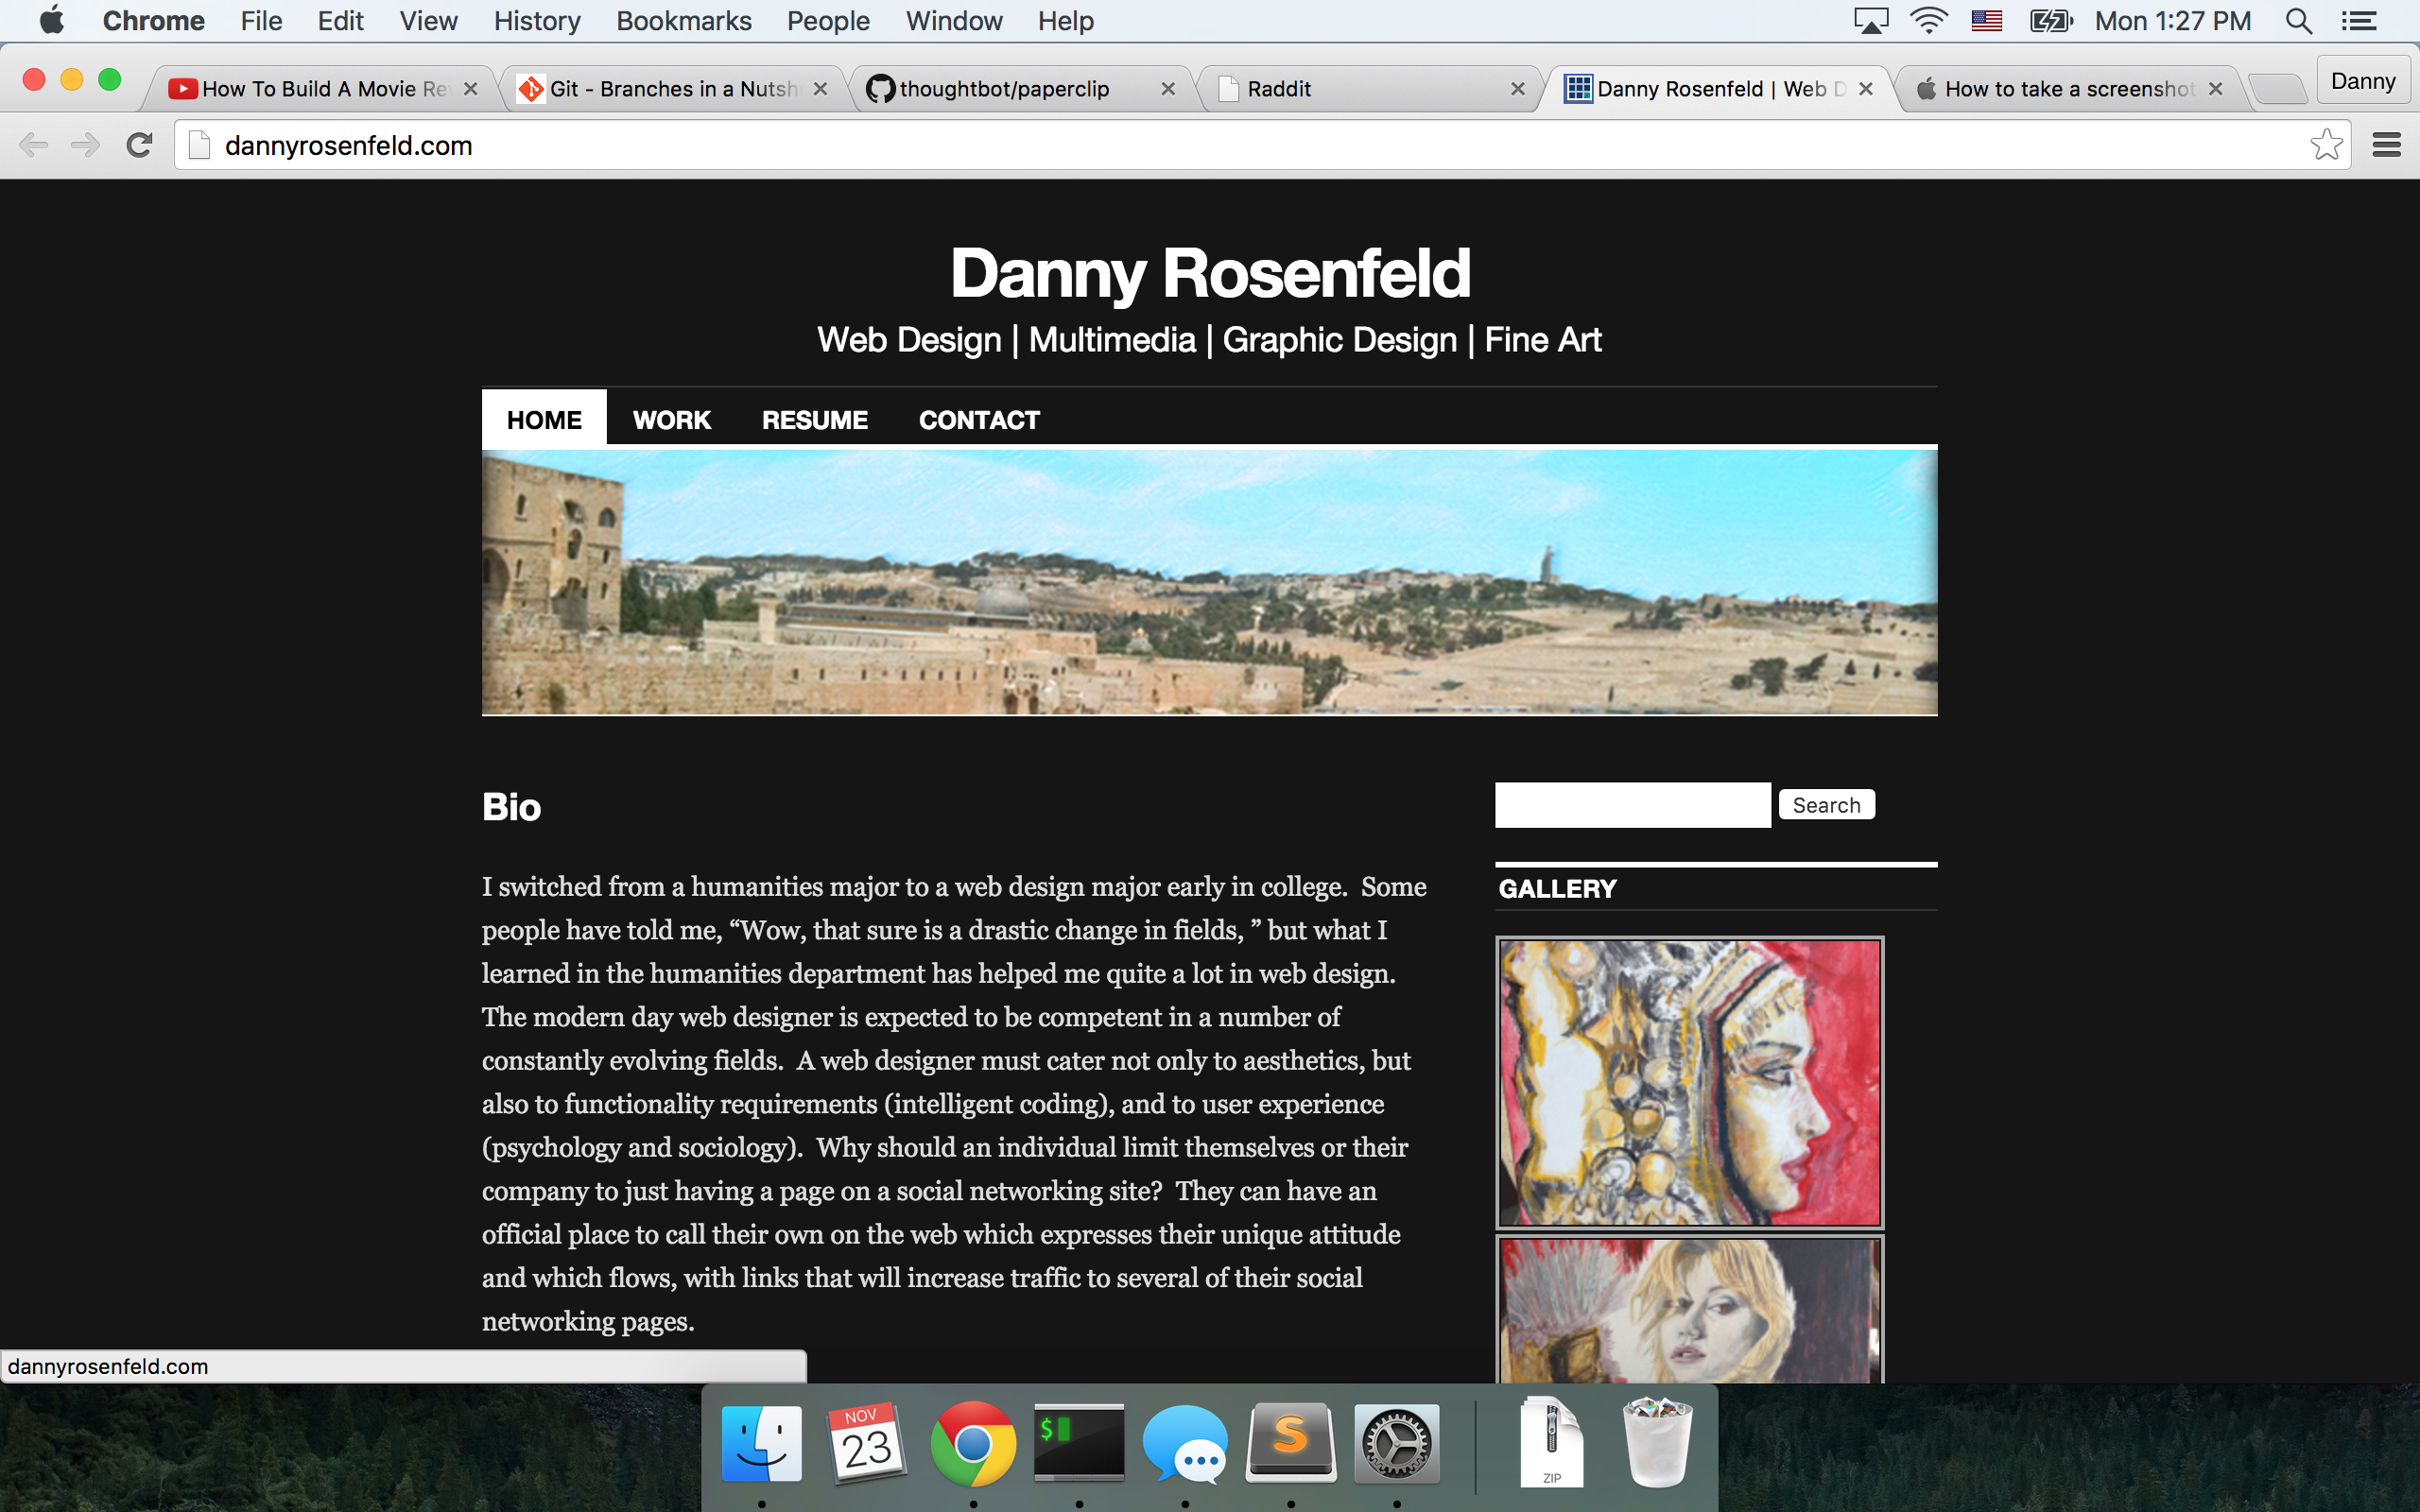 Chrome File Edit View History Bookmarks People Window Help Mon 1:27 PM
How To Build A Movie Re
Git - Branches in a Nutsh
thoughtbot/paperclip
Raddit
Danny Rosenfeld | Web D
How to take a screenshot
Danny
dannyrosenfeld.com
Danny Rosenfeld
Web Design | Multimedia | Graphic Design | Fine Art
HOME WORK RESUME CONTACT
Bio
I switched from a humanities major to a web design major early in college.  Some
people have told me, “Wow, that sure is a drastic change in fields, ” but what I
learned in the humanities department has helped me quite a lot in web design.
The modern day web designer is expected to be competent in a number of
constantly evolving fields.  A web designer must cater not only to aesthetics, but
also to functionality requirements (intelligent coding), and to user experience
(psychology and sociology).  Why should an individual limit themselves or their
company to just having a page on a social networking site?  They can have an
official place to call their own on the web which expresses their unique attitude
and which flows, with links that will increase traffic to several of their social
networking pages.
Search
GALLERY
dannyrosenfeld.com
NOV
23
$
S
ZIP